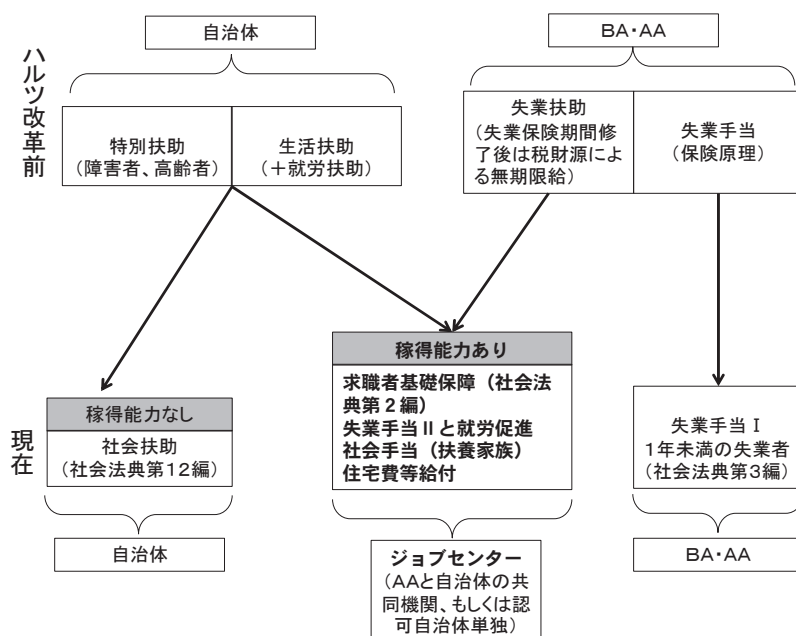 自治体
BA・AA
ハルツ改革前
特別扶助
(障害者、高齢者)
生活扶助
(＋就労扶助)
失業扶助
(失業保険期間修
了後は税財源によ
る無期限給)
失業手当
(保険原理)
現在
稼得能力なし
社会扶助
(社会法典第12編)
自治体
稼得能力あり
求職者基礎保障（社会法
典第２編）
失業手当Ⅱと就労促進
社会手当（扶養家族）
住宅費等給付
ジョブセンター
(AAと自治体の共
同機関、もしくは認
可自治体単独)
失業手当Ⅰ
1年未満の失業者
(社会法典第3編)
BA・AA